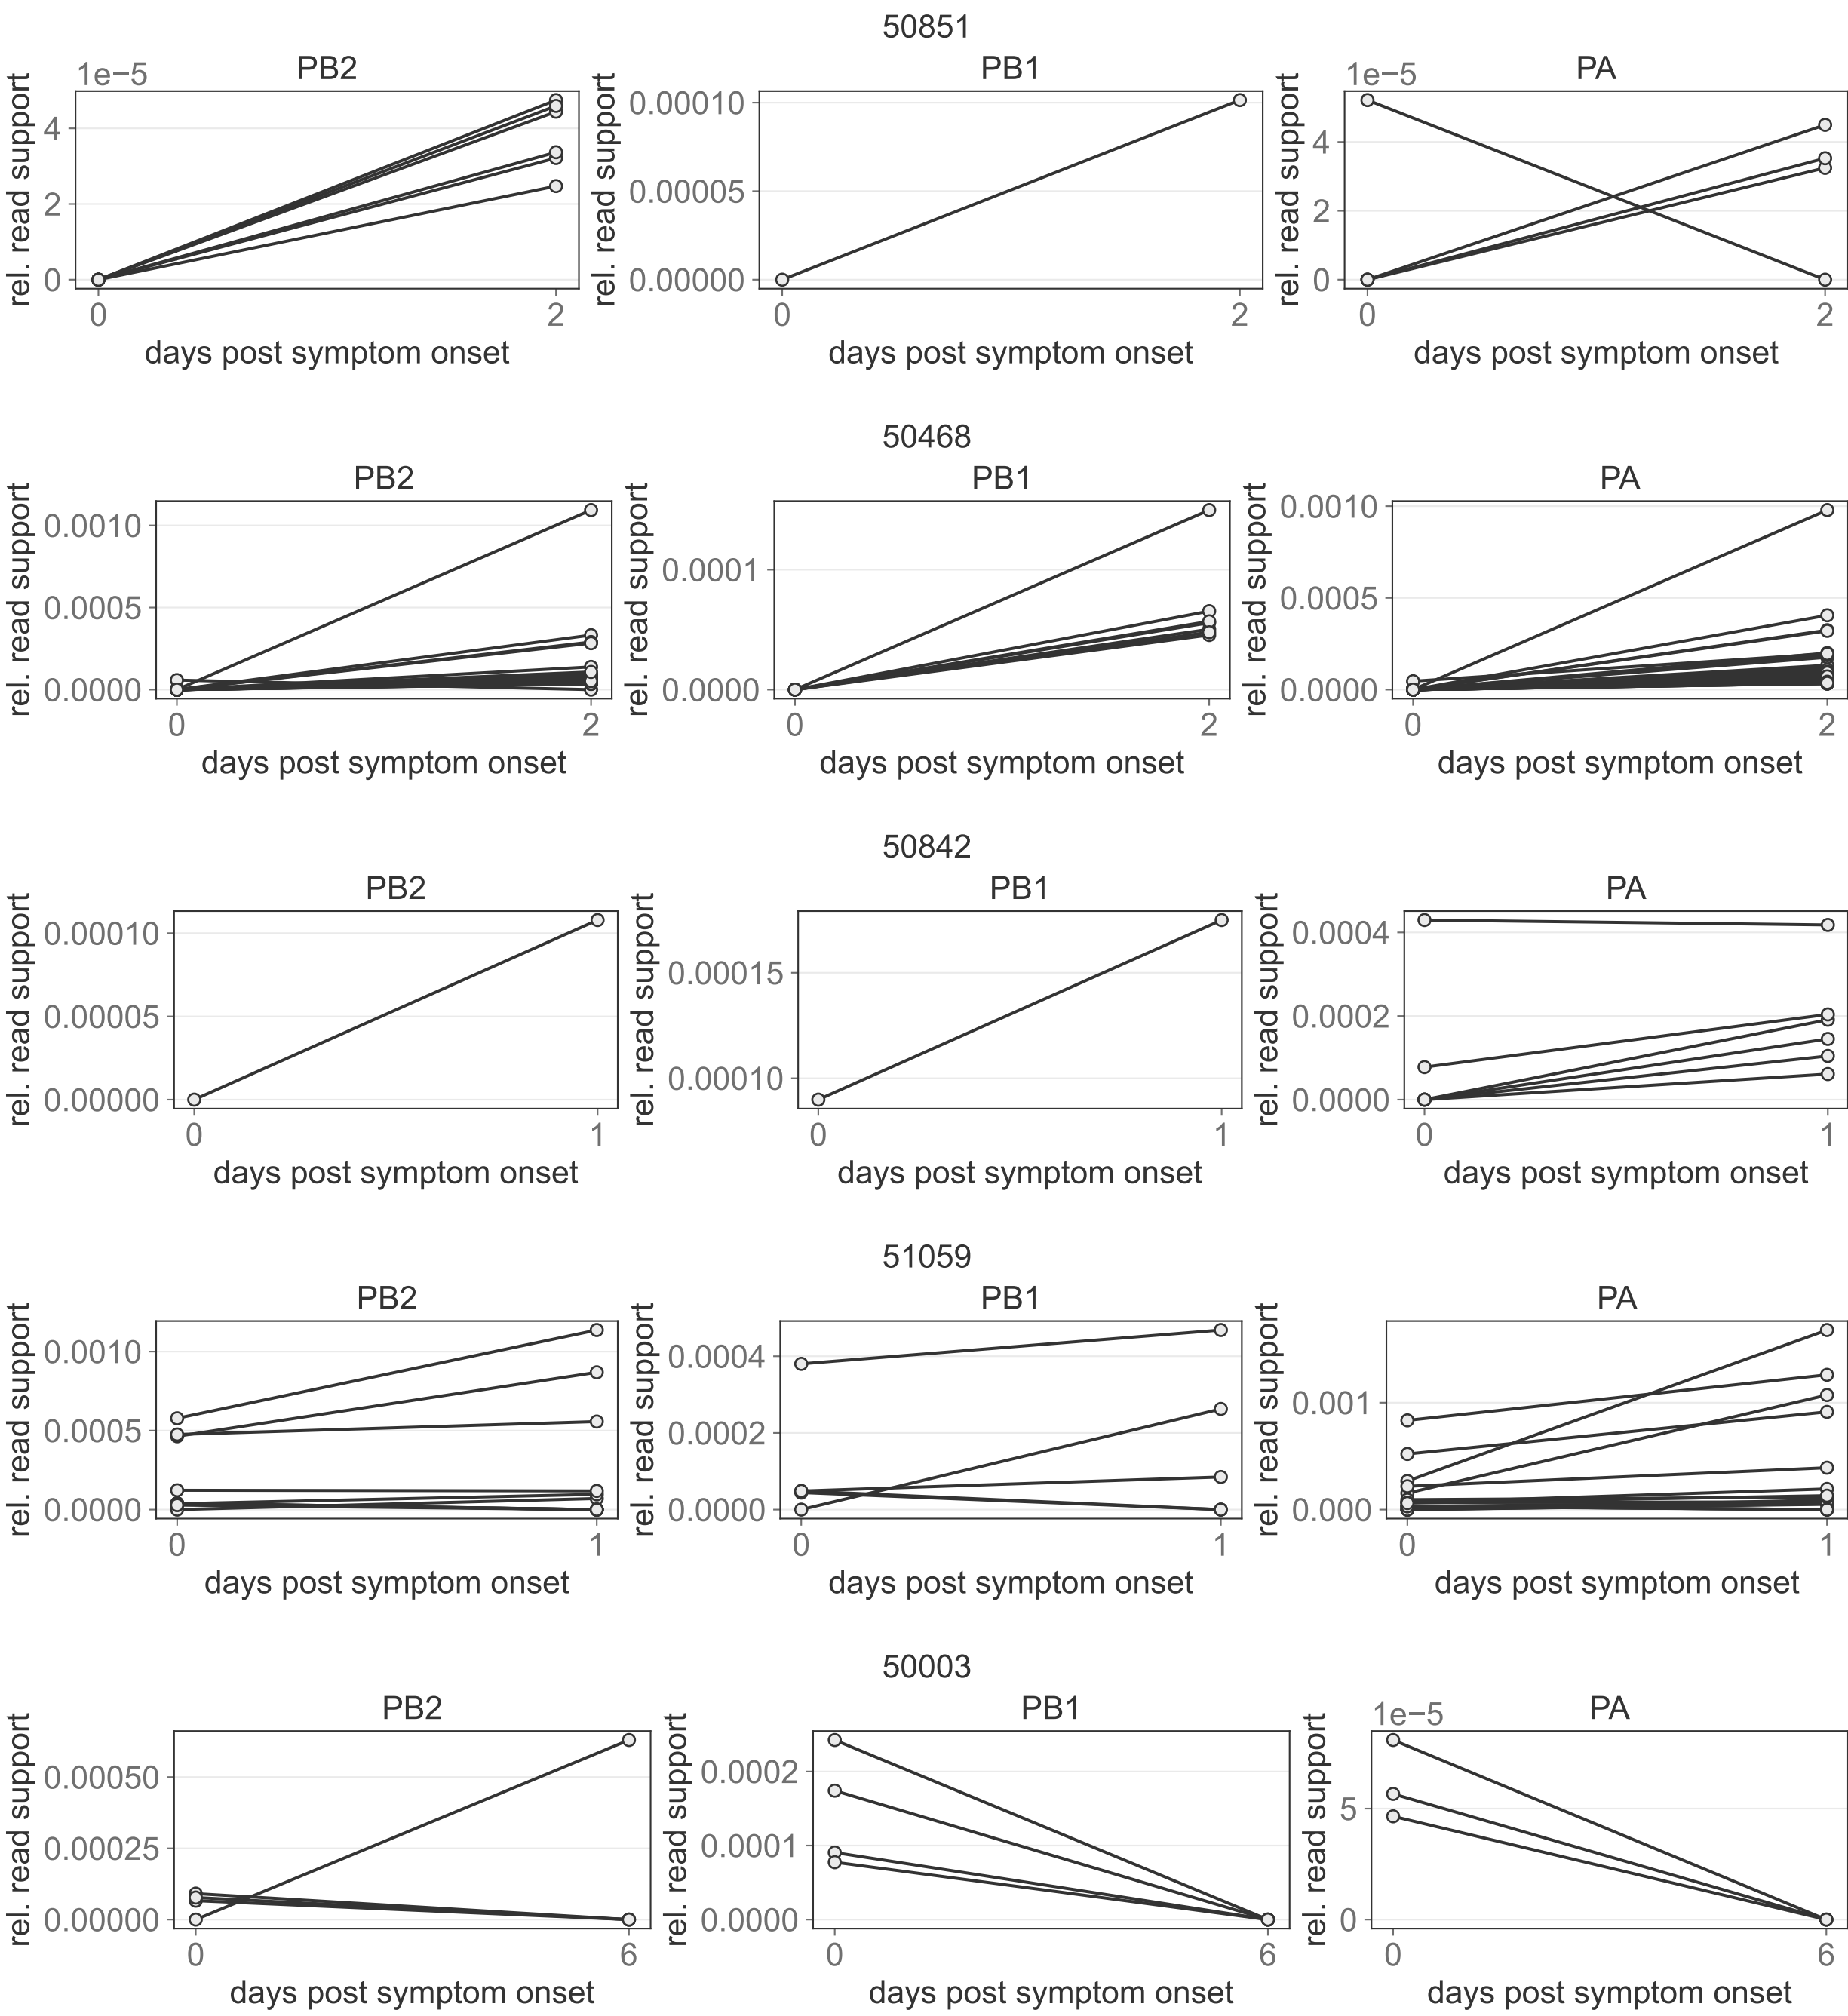 50851
PB2 PB1 PA
1e−5 1e−5
rel. read support rel. read support rel. read support
4 0.00010 4
2 0.00005 2
0 0.00000 0
0 2 0 2 0 2
days post symptom onset days post symptom onset days post symptom onset
50468
PB2 PB1 PA
rel. read support rel. read support rel. read support
0.0010 0.0001 0.0010
0.0005 0.0005
0.0000 0.0000 0.0000
0 2 0 2 0 2
days post symptom onset days post symptom onset days post symptom onset
50842
PB2 PB1 PA
rel. read support rel. read support rel. read support
0.00010 0.00015 0.0004
0.00005 0.00010 0.0002
0.00000 0.0000
0 1 0 1 0 1
days post symptom onset days post symptom onset days post symptom onset
51059
PB2 PB1 PA
rel. read support rel. read support rel. read support
0.0010 0.0004 0.001
0.0005 0.0002
0.0000 0.0000 0.000
0 1 0 1 0 1
days post symptom onset days post symptom onset days post symptom onset
50003
PB2 PB1 PA
1e−5
rel. read support rel. read support rel. read support
0.00050 0.0002 5
0.00025 0.0001
0.00000 0.0000 0
0 6 0 6 0 6
days post symptom onset days post symptom onset days post symptom onset